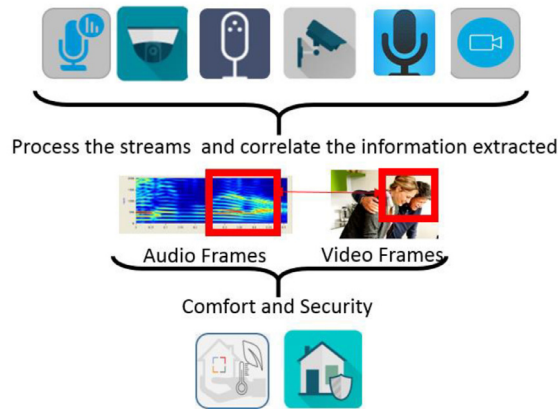 Process the streams and correlate the information extracted
Audio Frames
Video Frames
Comfort and Security